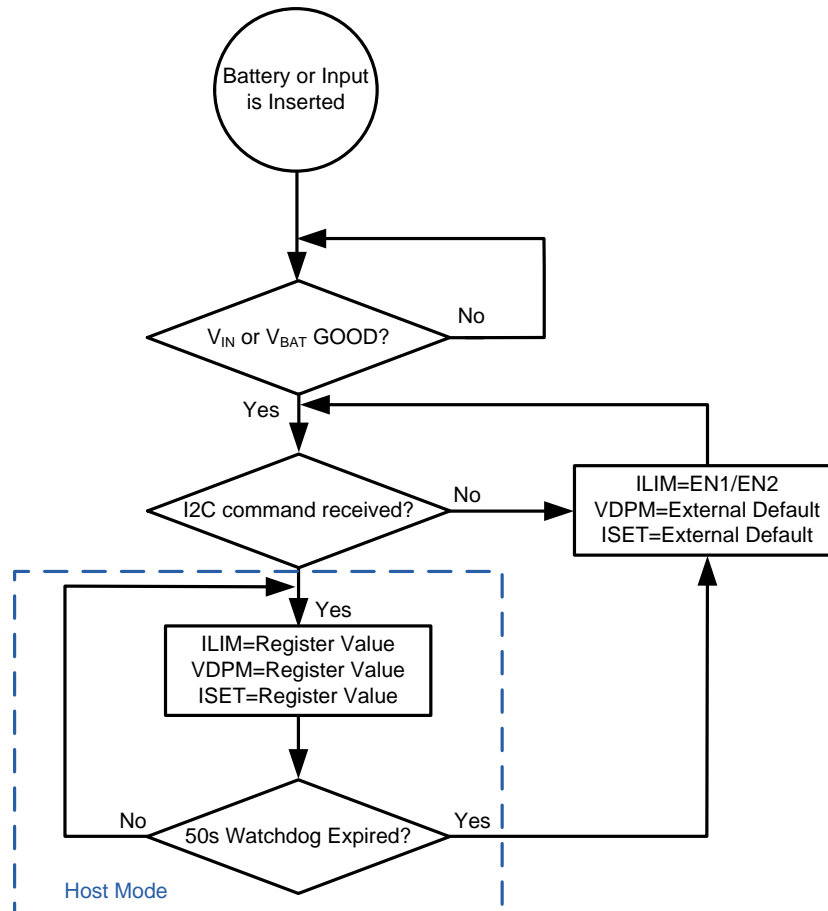 Battery or Input
is Inserted
VIN or VBAT GOOD?
No
Yes
I2C command received?
No
ILIM=EN1/EN2
VDPM=External Default
ISET=External Default
Yes
ILIM=Register Value
VDPM=Register Value
ISET=Register Value
No
50s Watchdog Expired?
Yes
Host Mode